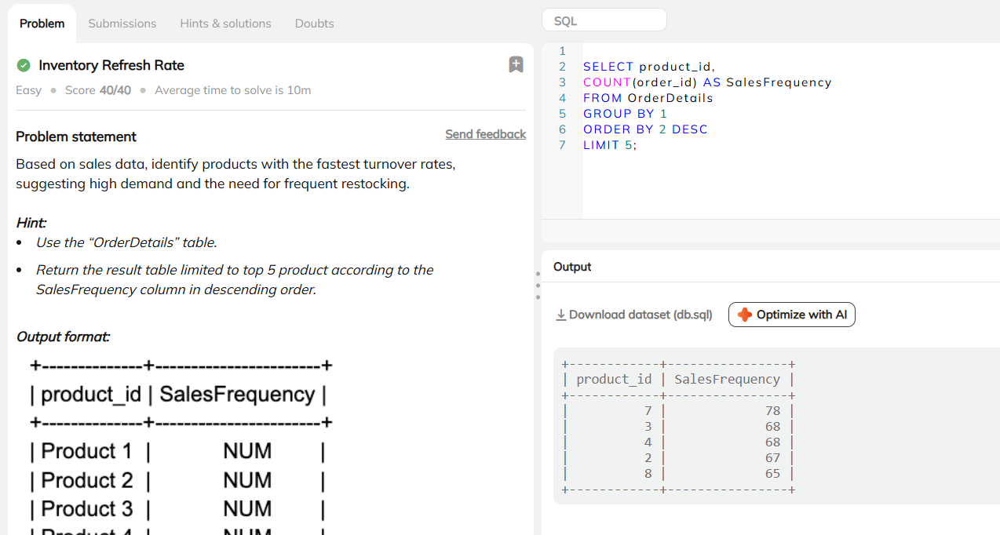 Problem
Submissions
Hints & solutions
Doubts
Inventory Refresh Rate
Easy • Score 40/40 • Average time to solve is 10m
Problem statement
Send feedback
Based on sales data, identify products with the fastest turnover rates,
suggesting high demand and the need for frequent restocking.
Hint:
• Use the “OrderDetails” table.
• Return the result table limited to top 5 product according to the
SalesFrequency column in descending order.
Output format:
+--------------+-----------------------+
| product_id | SalesFrequency |
+--------------+-----------------------+
| Product 1 | NUM |
| Product 2 | NUM |
| Product 3 | NUM |
| Product 4 | NUM |
SQL
1
2 SELECT product_id,
3 COUNT(order_id) AS SalesFrequency
4 FROM OrderDetails
5 GROUP BY 1
6 ORDER BY 2 DESC
7 LIMIT 5;
Output
Download dataset (db.sql)
Optimize with AI
+------------+----------------+
| product_id | SalesFrequency |
+------------+----------------+
| 7 | 78 |
| 3 | 68 |
| 4 | 68 |
| 2 | 67 |
| 8 | 65 |
+------------+----------------+